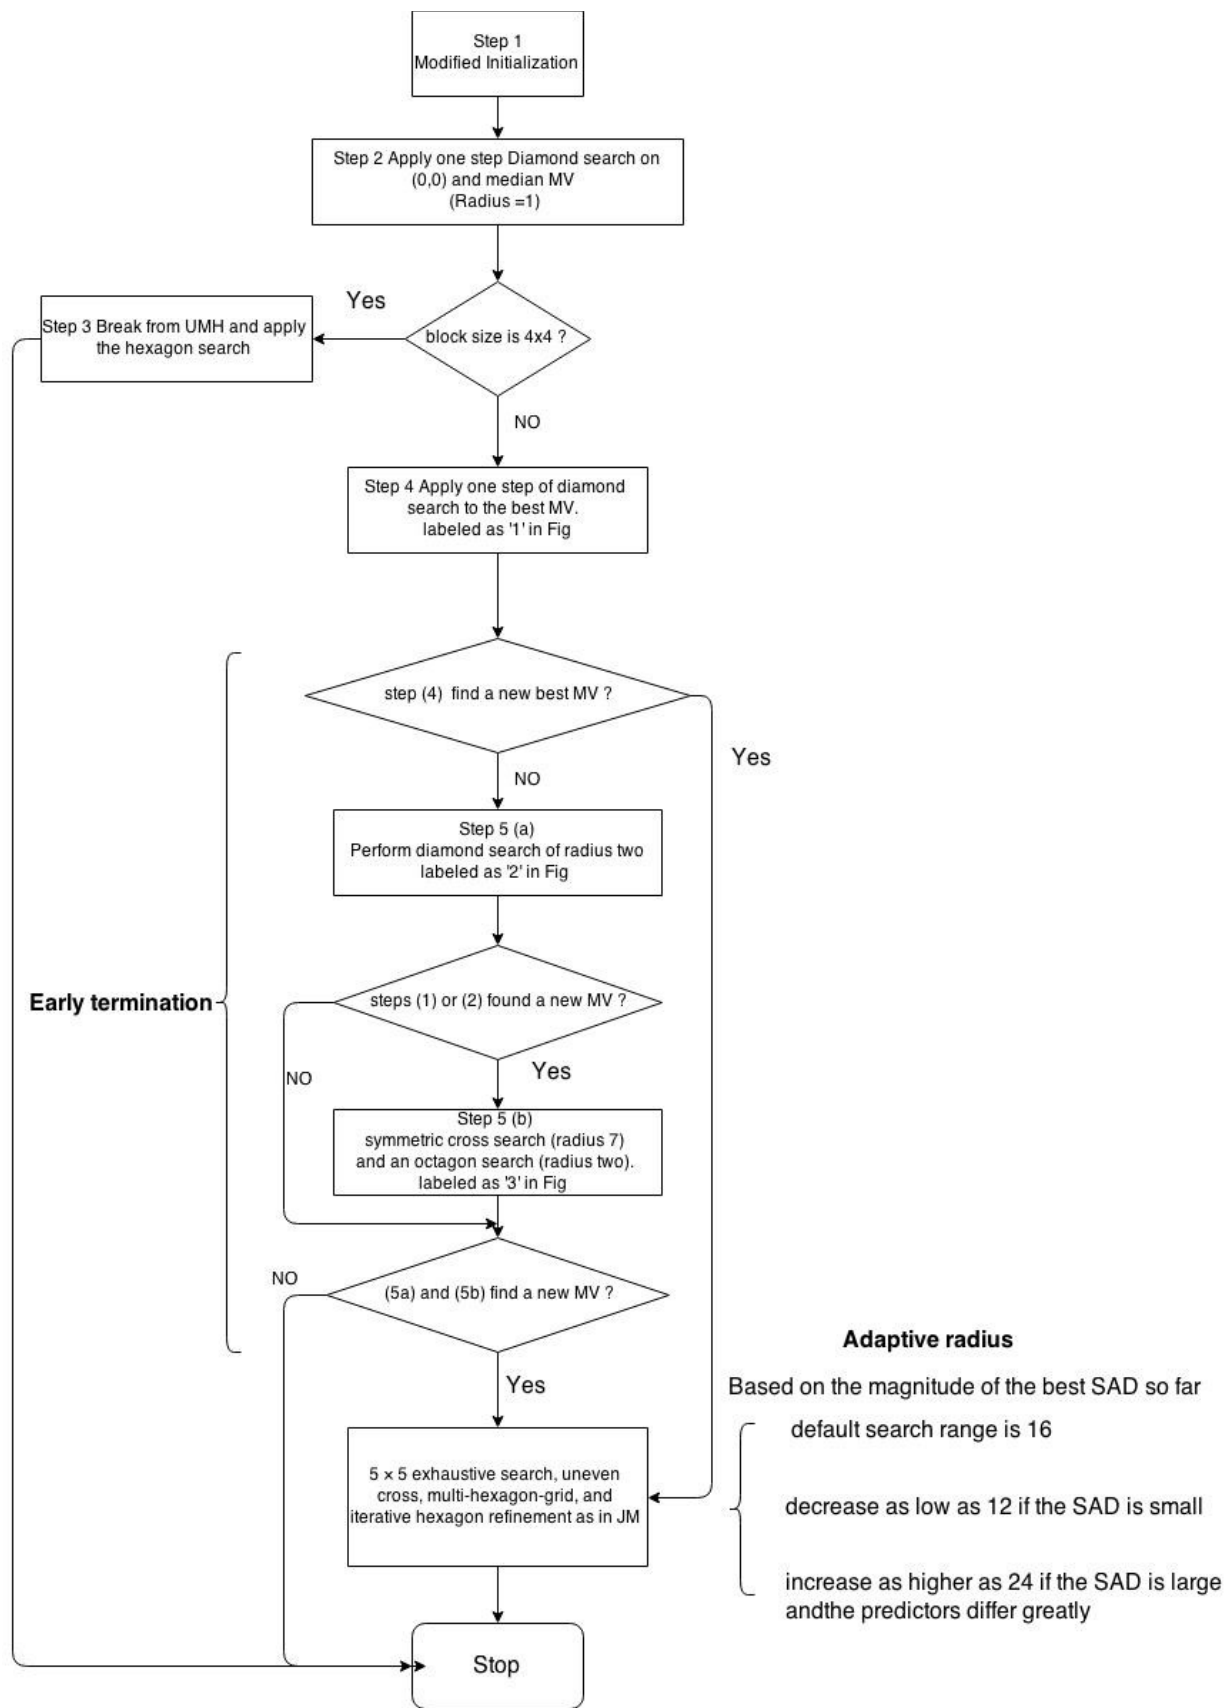 Step 1
Modified Initialization
Step 2 Apply one step Diamond search on
(0,0) and median MV
(Radius =1)
Yes
Step 3 Break from UMH and apply
the hexagon search
block size is 4x4 ?
NO
Step 4 Apply one step of diamond
search to the best MV.
labeled as '1' in Fig
step (4) find a new best MV ?
Yes
NO
Step 5 (a)
Perform diamond search of radius two
labeled as '2' in Fig
Early termination
steps (1) or (2) found a new MV ?
NO
Yes
Step 5 (b)
symmetric cross search (radius 7)
and an octagon search (radius two).
labeled as '3' in Fig
NO
(5a) and (5b) find a new MV ?
Yes
Adaptive radius
Based on the magnitude of the best SAD so far
default search range is 16
decrease as low as 12 if the SAD is small
increase as higher as 24 if the SAD is large
andthe predictors differ greatly
5 × 5 exhaustive search, uneven
cross, multi-hexagon-grid, and
iterative hexagon refinement as in JM
Stop